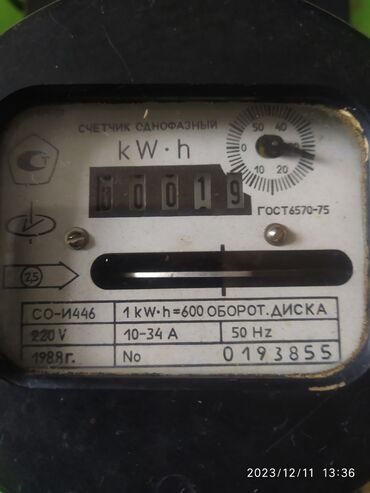 СЧЕТЧИК ОДНОФАЗНЫЙ
kW·h
50 40
0
10 20
00019
ГОСТ6570-75
2,5
СО-И446 1 kW·h=600 ОБОРОТ. ДИСКА
220 V 10-34 A 50 Hz
1988 г. No 0193855
2023/12/11 13:36